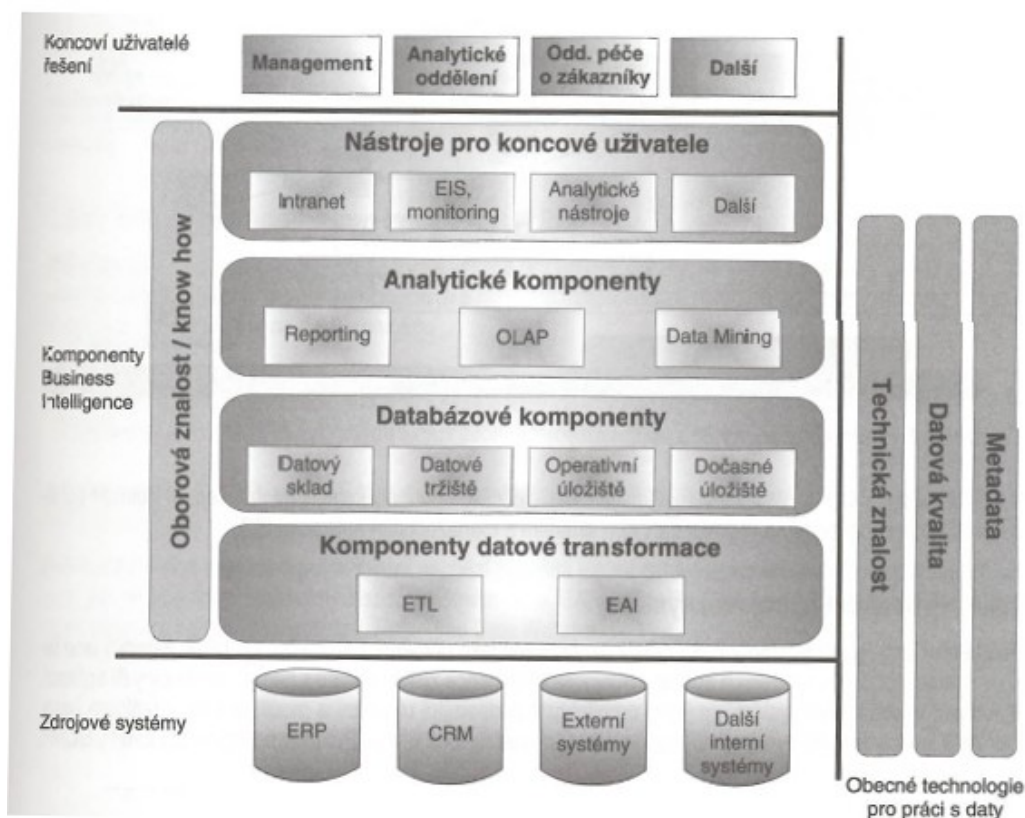 Koncoví uživatelé
řešení
Management
Analytické
oddělení
Odd. péče
o zákazníky
Další
Oborová znalost / know how
Nástroje pro koncové uživatele
Intranet
EIS,
monitoring
Analytické
nástroje
Další
Analytické komponenty
Reporting
OLAP
Data Mining
Komponenty
Business
Intelligence
Databázové komponenty
Datový
sklad
Datové
tržiště
Operativní
úložiště
Dočasné
úložiště
Komponenty datové transformace
ETL
EAI
Zdrojové systémy
ERP
CRM
Externí
systémy
Další
interní
systémy
Technická znalost
Datová kvalita
Metadata
Obecné technologie
pro práci s daty